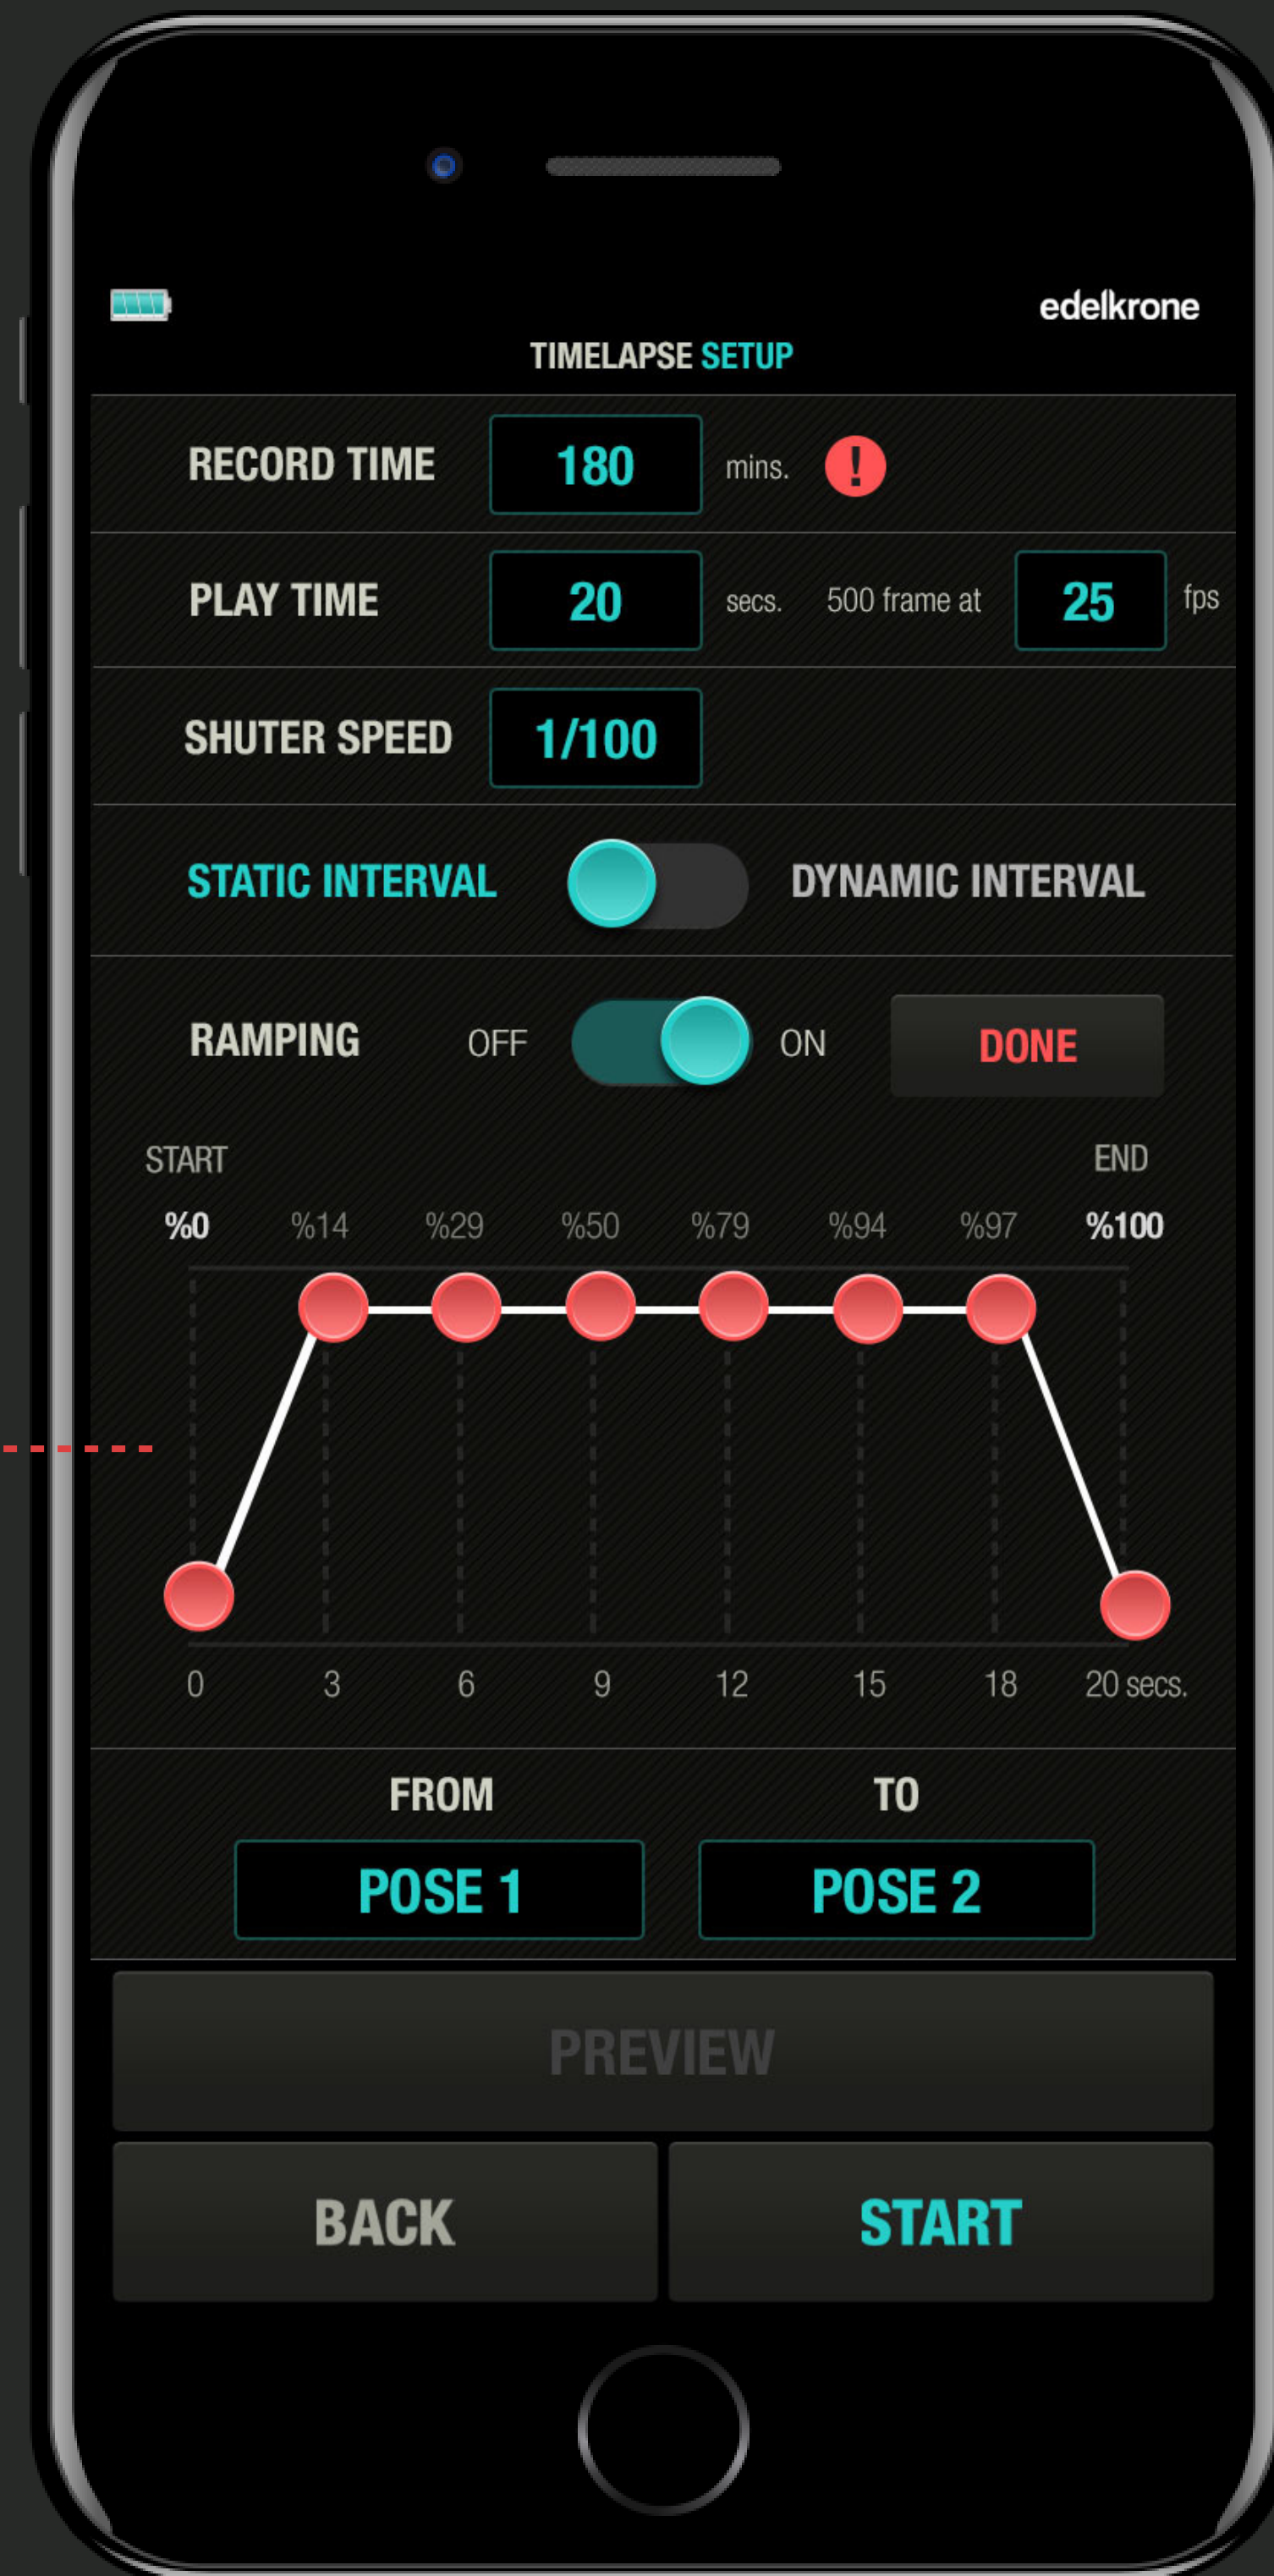 edelkrone
TIMELAPSE SETUP
RECORD TIME 180 mins. !
PLAY TIME 20 secs. 500 frame at 25 fps
SHUTER SPEED 1/100
STATIC INTERVAL DYNAMIC INTERVAL
RAMPING OFF ON DONE
START END
%0 %14 %29 %50 %79 %94 %97 %100
0 3 6 9 12 15 18 20 secs.
FROM TO
POSE 1 POSE 2
PREVIEW
BACK START